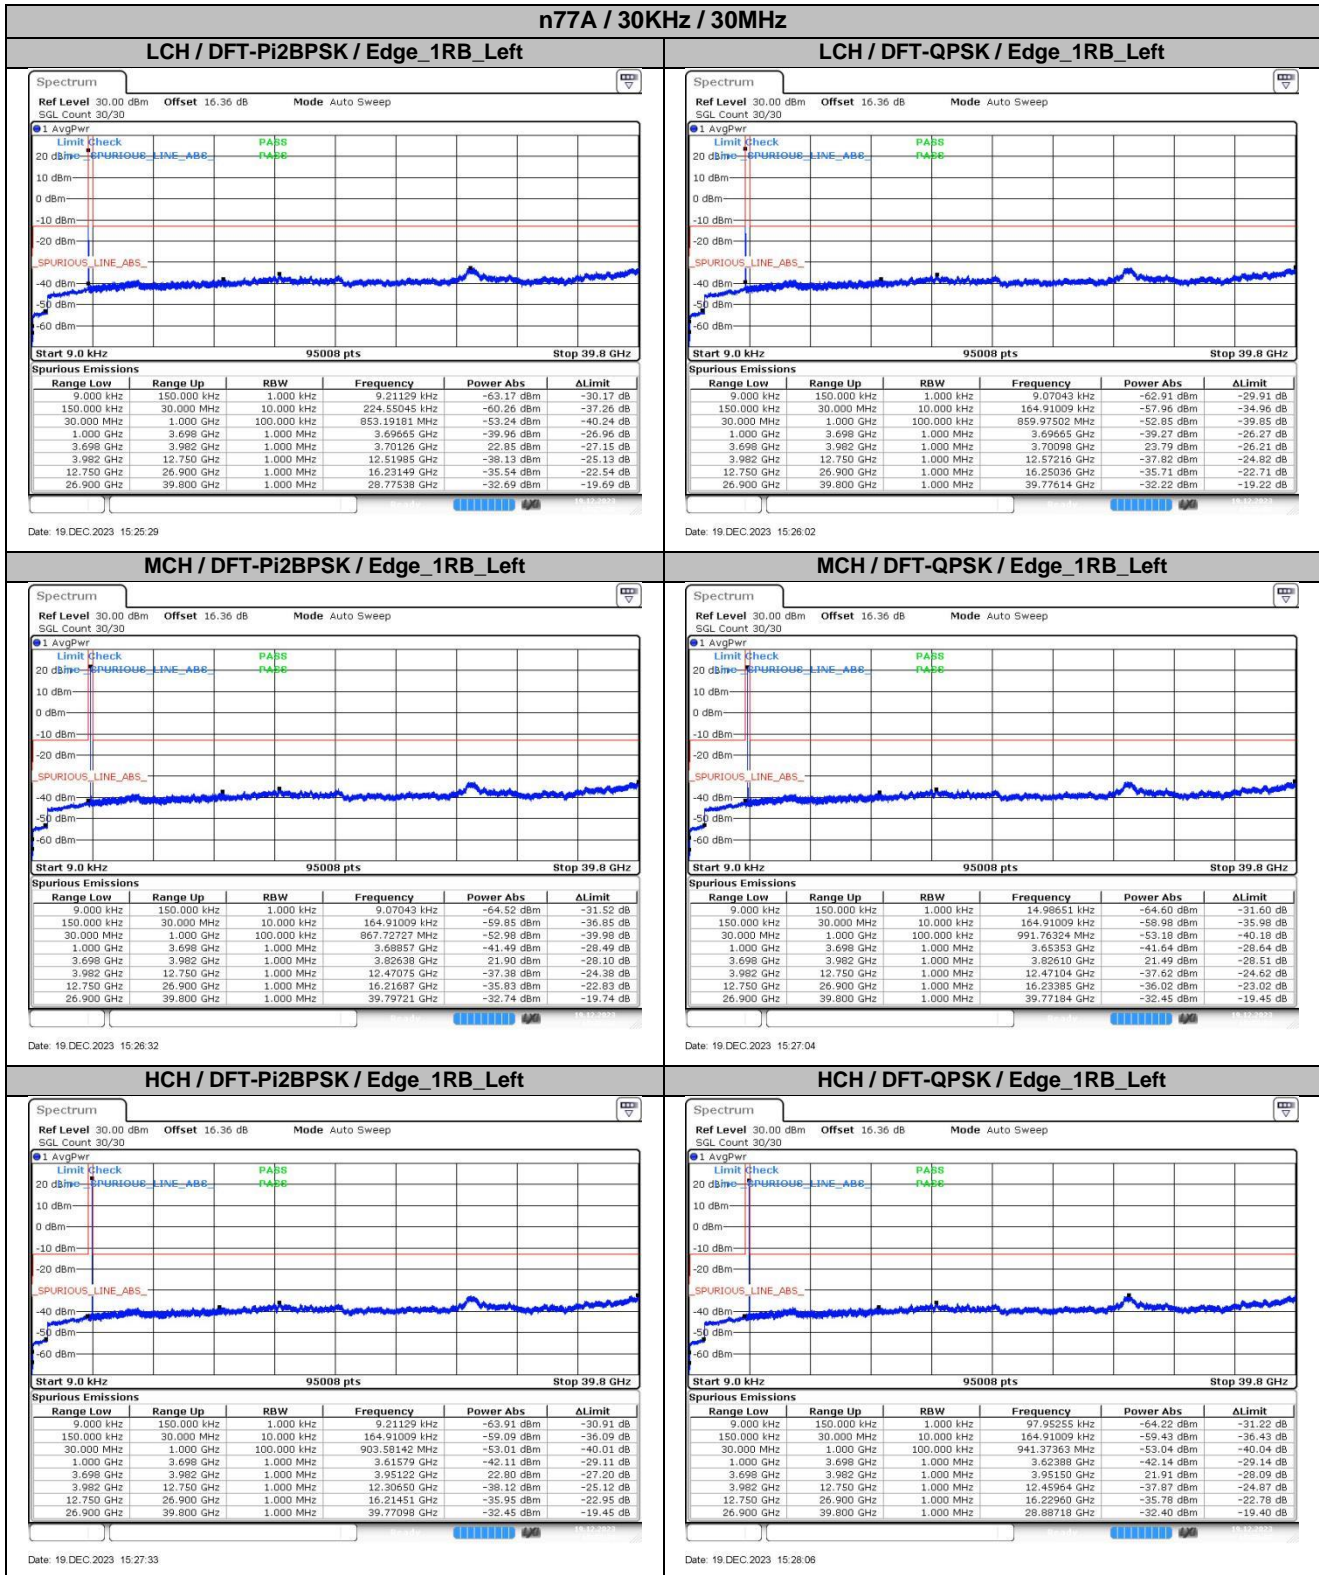 n77A / 30KHz / 30MHz
LCH / DFT-Pi2BPSK / Edge_1RB_Left
Spectrum
Ref Level 30.00 dBm Offset 16.36 dB Mode Auto Sweep
SGL Count 30/30
1 AvgPwr
Limit Check PASS
20 dBm Line _SPURIOUS_LINE_ABS_ PASS
10 dBm
0 dBm
-10 dBm
-20 dBm
_SPURIOUS_LINE_ABS_
-40 dBm
-50 dBm
-60 dBm
Start 9.0 kHz 95008 pts Stop 39.8 GHz
Spurious Emissions
Range Low Range Up RBW Frequency Power Abs ΔLimit
9.000 kHz 150.000 kHz 1.000 kHz 9.21129 kHz -63.17 dBm -30.17 dB
150.000 kHz 30.000 MHz 10.000 kHz 224.55045 kHz -60.26 dBm -37.26 dB
30.000 MHz 1.000 GHz 100.000 kHz 853.19181 MHz -53.24 dBm -40.24 dB
1.000 GHz 3.698 GHz 1.000 MHz 3.69665 GHz -39.96 dBm -26.96 dB
3.698 GHz 3.982 GHz 1.000 MHz 3.70126 GHz 22.85 dBm -27.15 dB
3.982 GHz 12.750 GHz 1.000 MHz 12.51985 GHz -38.13 dBm -25.13 dB
12.750 GHz 26.900 GHz 1.000 MHz 16.23149 GHz -35.54 dBm -22.54 dB
26.900 GHz 39.800 GHz 1.000 MHz 28.77538 GHz -32.69 dBm -19.69 dB
Date: 19.DEC.2023 15:25:29
LCH / DFT-QPSK / Edge_1RB_Left
Spectrum
Ref Level 30.00 dBm Offset 16.36 dB Mode Auto Sweep
SGL Count 30/30
1 AvgPwr
Limit Check PASS
20 dBm Line _SPURIOUS_LINE_ABS_ PASS
10 dBm
0 dBm
-10 dBm
-20 dBm
_SPURIOUS_LINE_ABS_
-40 dBm
-50 dBm
-60 dBm
Start 9.0 kHz 95008 pts Stop 39.8 GHz
Spurious Emissions
Range Low Range Up RBW Frequency Power Abs ΔLimit
9.000 kHz 150.000 kHz 1.000 kHz 9.07043 kHz -62.91 dBm -29.91 dB
150.000 kHz 30.000 MHz 10.000 kHz 164.91009 kHz -57.96 dBm -34.96 dB
30.000 MHz 1.000 GHz 100.000 kHz 859.97502 MHz -52.85 dBm -39.85 dB
1.000 GHz 3.698 GHz 1.000 MHz 3.69665 GHz -39.27 dBm -26.27 dB
3.698 GHz 3.982 GHz 1.000 MHz 3.70098 GHz 23.79 dBm -26.21 dB
3.982 GHz 12.750 GHz 1.000 MHz 12.57216 GHz -37.82 dBm -24.82 dB
12.750 GHz 26.900 GHz 1.000 MHz 16.25036 GHz -35.71 dBm -22.71 dB
26.900 GHz 39.800 GHz 1.000 MHz 39.77614 GHz -32.22 dBm -19.22 dB
Date: 19.DEC.2023 15:26:02
MCH / DFT-Pi2BPSK / Edge_1RB_Left
Spectrum
Ref Level 30.00 dBm Offset 16.36 dB Mode Auto Sweep
SGL Count 30/30
1 AvgPwr
Limit Check PASS
20 dBm Line _SPURIOUS_LINE_ABS_ PASS
10 dBm
0 dBm
-10 dBm
-20 dBm
_SPURIOUS_LINE_ABS_
-40 dBm
-50 dBm
-60 dBm
Start 9.0 kHz 95008 pts Stop 39.8 GHz
Spurious Emissions
Range Low Range Up RBW Frequency Power Abs ΔLimit
9.000 kHz 150.000 kHz 1.000 kHz 9.07043 kHz -64.52 dBm -31.52 dB
150.000 kHz 30.000 MHz 10.000 kHz 164.91009 kHz -59.85 dBm -36.85 dB
30.000 MHz 1.000 GHz 100.000 kHz 867.72727 MHz -52.98 dBm -39.98 dB
1.000 GHz 3.698 GHz 1.000 MHz 3.68857 GHz -41.49 dBm -28.49 dB
3.698 GHz 3.982 GHz 1.000 MHz 3.82638 GHz 21.90 dBm -28.10 dB
3.982 GHz 12.750 GHz 1.000 MHz 12.47075 GHz -37.38 dBm -24.38 dB
12.750 GHz 26.900 GHz 1.000 MHz 16.21687 GHz -35.83 dBm -22.83 dB
26.900 GHz 39.800 GHz 1.000 MHz 39.79721 GHz -32.74 dBm -19.74 dB
Date: 19.DEC.2023 15:26:32
MCH / DFT-QPSK / Edge_1RB_Left
Spectrum
Ref Level 30.00 dBm Offset 16.36 dB Mode Auto Sweep
SGL Count 30/30
1 AvgPwr
Limit Check PASS
20 dBm Line _SPURIOUS_LINE_ABS_ PASS
10 dBm
0 dBm
-10 dBm
-20 dBm
_SPURIOUS_LINE_ABS_
-40 dBm
-50 dBm
-60 dBm
Start 9.0 kHz 95008 pts Stop 39.8 GHz
Spurious Emissions
Range Low Range Up RBW Frequency Power Abs ΔLimit
9.000 kHz 150.000 kHz 1.000 kHz 14.98651 kHz -64.60 dBm -31.60 dB
150.000 kHz 30.000 MHz 10.000 kHz 164.91009 kHz -58.98 dBm -35.98 dB
30.000 MHz 1.000 GHz 100.000 kHz 991.76324 MHz -53.18 dBm -40.18 dB
1.000 GHz 3.698 GHz 1.000 MHz 3.65353 GHz -41.64 dBm -28.64 dB
3.698 GHz 3.982 GHz 1.000 MHz 3.82610 GHz 21.49 dBm -28.51 dB
3.982 GHz 12.750 GHz 1.000 MHz 12.47104 GHz -37.62 dBm -24.62 dB
12.750 GHz 26.900 GHz 1.000 MHz 16.23385 GHz -36.02 dBm -23.02 dB
26.900 GHz 39.800 GHz 1.000 MHz 39.77184 GHz -32.45 dBm -19.45 dB
Date: 19.DEC.2023 15:27:04
HCH / DFT-Pi2BPSK / Edge_1RB_Left
Spectrum
Ref Level 30.00 dBm Offset 16.36 dB Mode Auto Sweep
SGL Count 30/30
1 AvgPwr
Limit Check PASS
20 dBm Line _SPURIOUS_LINE_ABS_ PASS
10 dBm
0 dBm
-10 dBm
-20 dBm
_SPURIOUS_LINE_ABS_
-40 dBm
-50 dBm
-60 dBm
Start 9.0 kHz 95008 pts Stop 39.8 GHz
Spurious Emissions
Range Low Range Up RBW Frequency Power Abs ΔLimit
9.000 kHz 150.000 kHz 1.000 kHz 9.21129 kHz -63.91 dBm -30.91 dB
150.000 kHz 30.000 MHz 10.000 kHz 164.91009 kHz -59.09 dBm -36.09 dB
30.000 MHz 1.000 GHz 100.000 kHz 903.58142 MHz -53.01 dBm -40.01 dB
1.000 GHz 3.698 GHz 1.000 MHz 3.61579 GHz -42.11 dBm -29.11 dB
3.698 GHz 3.982 GHz 1.000 MHz 3.95122 GHz 22.80 dBm -27.20 dB
3.982 GHz 12.750 GHz 1.000 MHz 12.30650 GHz -38.12 dBm -25.12 dB
12.750 GHz 26.900 GHz 1.000 MHz 16.21451 GHz -35.95 dBm -22.95 dB
26.900 GHz 39.800 GHz 1.000 MHz 39.77098 GHz -32.45 dBm -19.45 dB
Date: 19.DEC.2023 15:27:33
HCH / DFT-QPSK / Edge_1RB_Left
Spectrum
Ref Level 30.00 dBm Offset 16.36 dB Mode Auto Sweep
SGL Count 30/30
1 AvgPwr
Limit Check PASS
20 dBm Line _SPURIOUS_LINE_ABS_ PASS
10 dBm
0 dBm
-10 dBm
-20 dBm
_SPURIOUS_LINE_ABS_
-40 dBm
-50 dBm
-60 dBm
Start 9.0 kHz 95008 pts Stop 39.8 GHz
Spurious Emissions
Range Low Range Up RBW Frequency Power Abs ΔLimit
9.000 kHz 150.000 kHz 1.000 kHz 97.95255 kHz -64.22 dBm -31.22 dB
150.000 kHz 30.000 MHz 10.000 kHz 164.91009 kHz -59.43 dBm -36.43 dB
30.000 MHz 1.000 GHz 100.000 kHz 941.37363 MHz -53.04 dBm -40.04 dB
1.000 GHz 3.698 GHz 1.000 MHz 3.62388 GHz -42.14 dBm -29.14 dB
3.698 GHz 3.982 GHz 1.000 MHz 3.95150 GHz 21.91 dBm -28.09 dB
3.982 GHz 12.750 GHz 1.000 MHz 12.45964 GHz -37.87 dBm -24.87 dB
12.750 GHz 26.900 GHz 1.000 MHz 16.22960 GHz -35.78 dBm -22.78 dB
26.900 GHz 39.800 GHz 1.000 MHz 28.88718 GHz -32.40 dBm -19.40 dB
Date: 19.DEC.2023 15:28:06